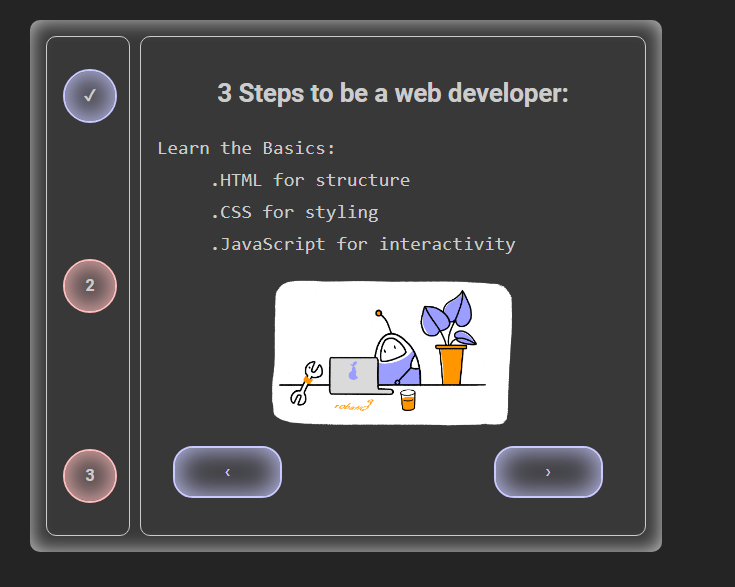 ✓
2
3
3 Steps to be a web developer:
Learn the Basics:
.HTML for structure
.CSS for styling
.JavaScript for interactivity
‹
›